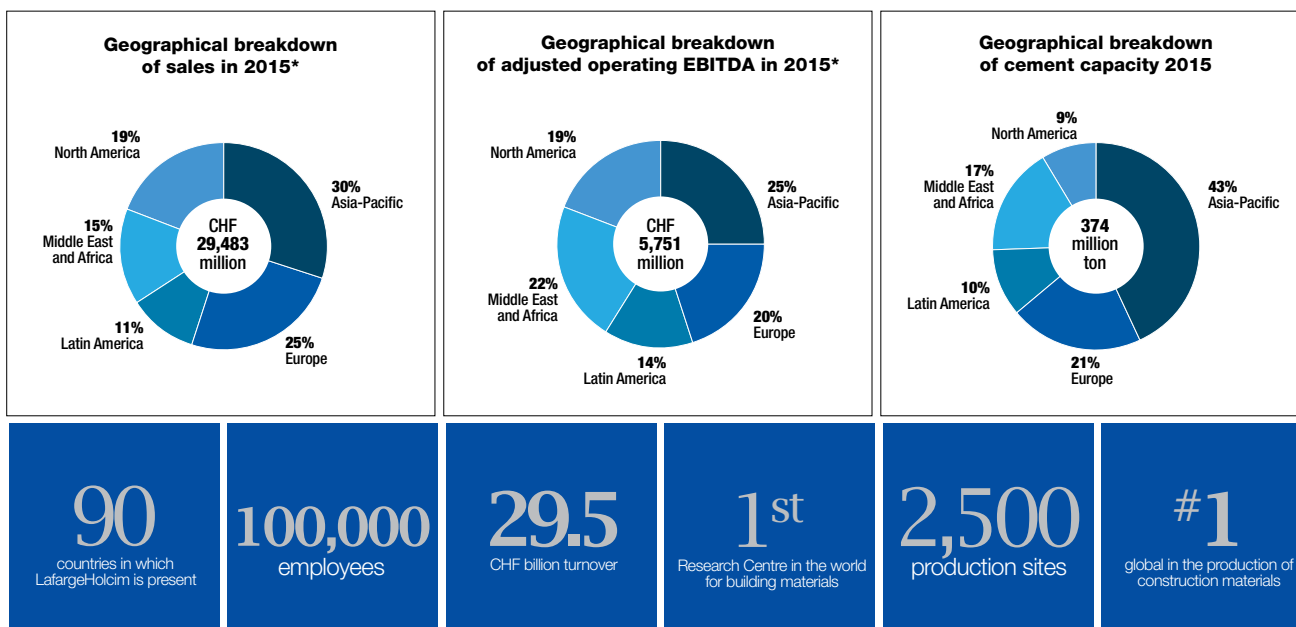 Geographical breakdown
of sales in 2015*
19%
North America
30%
Asia-Pacific
15%
Middle East
and Africa
CHF
29,483
million
11%
Latin America
25%
Europe
Geographical breakdown
of adjusted operating EBITDA in 2015*
19%
North America
25%
Asia-Pacific
CHF
5,751
million
22%
Middle East
and Africa
20%
Europe
14%
Latin America
Geographical breakdown
of cement capacity 2015
9%
North America
17%
Middle East
and Africa
43%
Asia-Pacific
374
million
ton
10%
Latin America
21%
Europe
90
countries in which
LafargeHolcim is present
100,000
employees
29.5
CHF billion turnover
1st
Research Centre in the world
for building materials
2,500
production sites
#1
global in the production of
construction materials